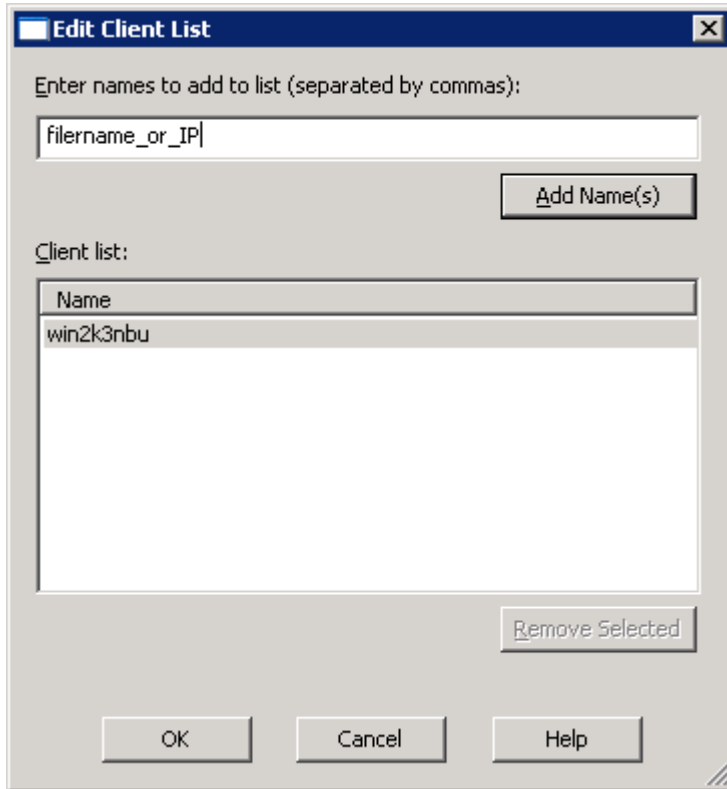 Edit Client List
Enter names to add to list (separated by commas):
filername_or_IP
Add Name(s)
Client list:
Name
win2k3nbu
Remove Selected
OK Cancel Help